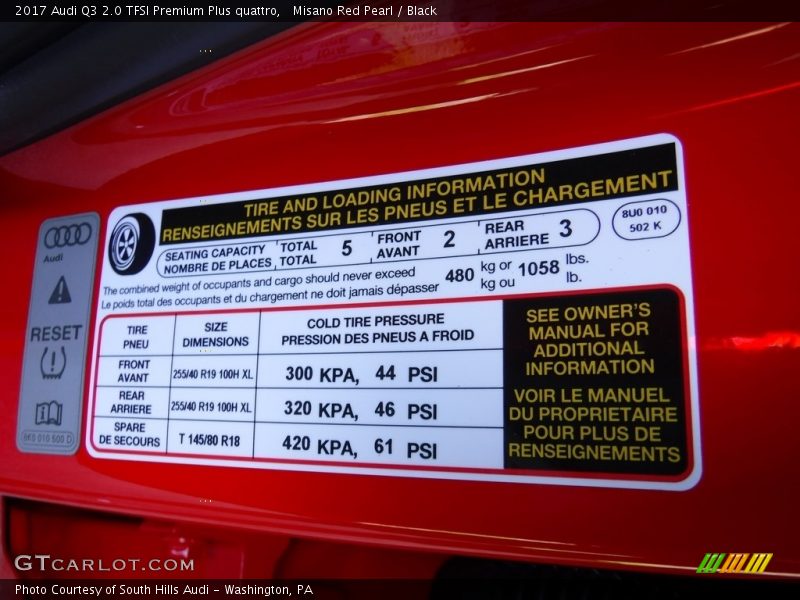 2017 Audi Q3 2.0 TFSI Premium Plus quattro,   Misano Red Pearl / Black
TIRE AND LOADING INFORMATION
RENSEIGNEMENTS SUR LES PNEUS ET LE CHARGEMENT
SEATING CAPACITY TOTAL 5 FRONT 2 REAR 3
NOMBRE DE PLACES TOTAL AVANT ARRIERE
8U0 010
502 K
The combined weight of occupants and cargo should never exceed 480 kg or 1058 lbs.
Le poids total des occupants et du chargement ne doit jamais dépasser kg ou lb.
Audi
RESET
8K0 010 500 D
TIRE SIZE COLD TIRE PRESSURE
PNEU DIMENSIONS PRESSION DES PNEUS A FROID
FRONT
AVANT 255/40 R19 100H XL 300 KPA, 44 PSI
REAR
ARRIERE 255/40 R19 100H XL 320 KPA, 46 PSI
SPARE
DE SECOURS T 145/80 R18 420 KPA, 61 PSI
SEE OWNER'S
MANUAL FOR
ADDITIONAL
INFORMATION
VOIR LE MANUEL
DU PROPRIETAIRE
POUR PLUS DE
RENSEIGNEMENTS
GTCARLOT.COM
Photo Courtesy of South Hills Audi - Washington, PA